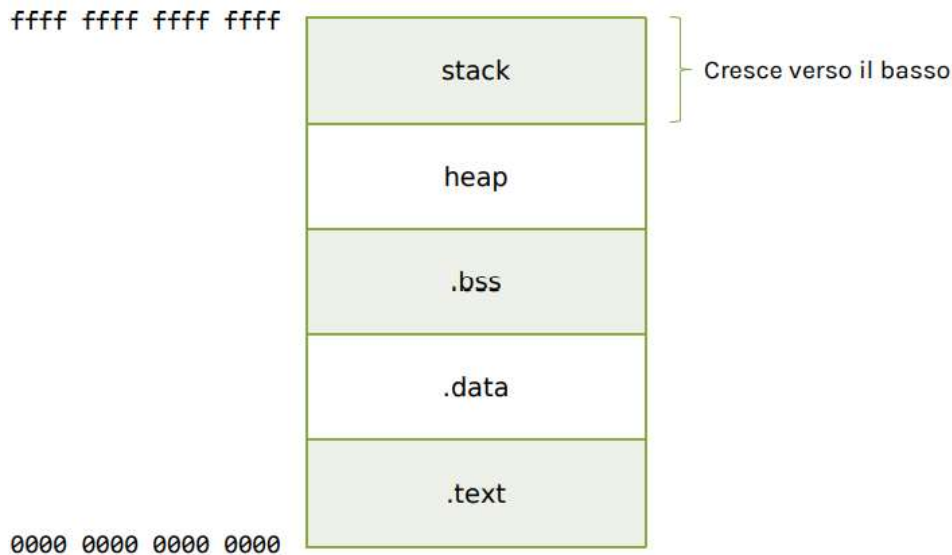 ffff ffff ffff ffff
stack
Cresce verso il basso
heap
.bss
.data
.text
0000 0000 0000 0000